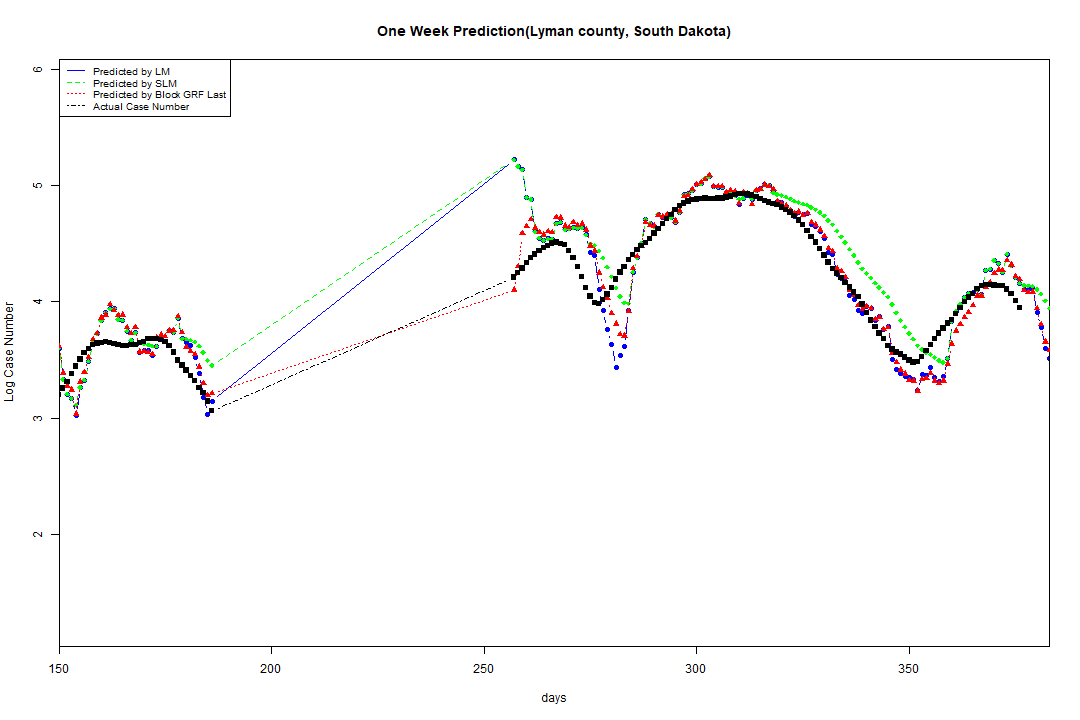 One Week Prediction(Lyman county, South Dakota)
Predicted by LM
Predicted by SLM
Predicted by Block GRF Last
Actual Case Number
6
5
4
3
2
Log Case Number
150 200 250 300 350
days